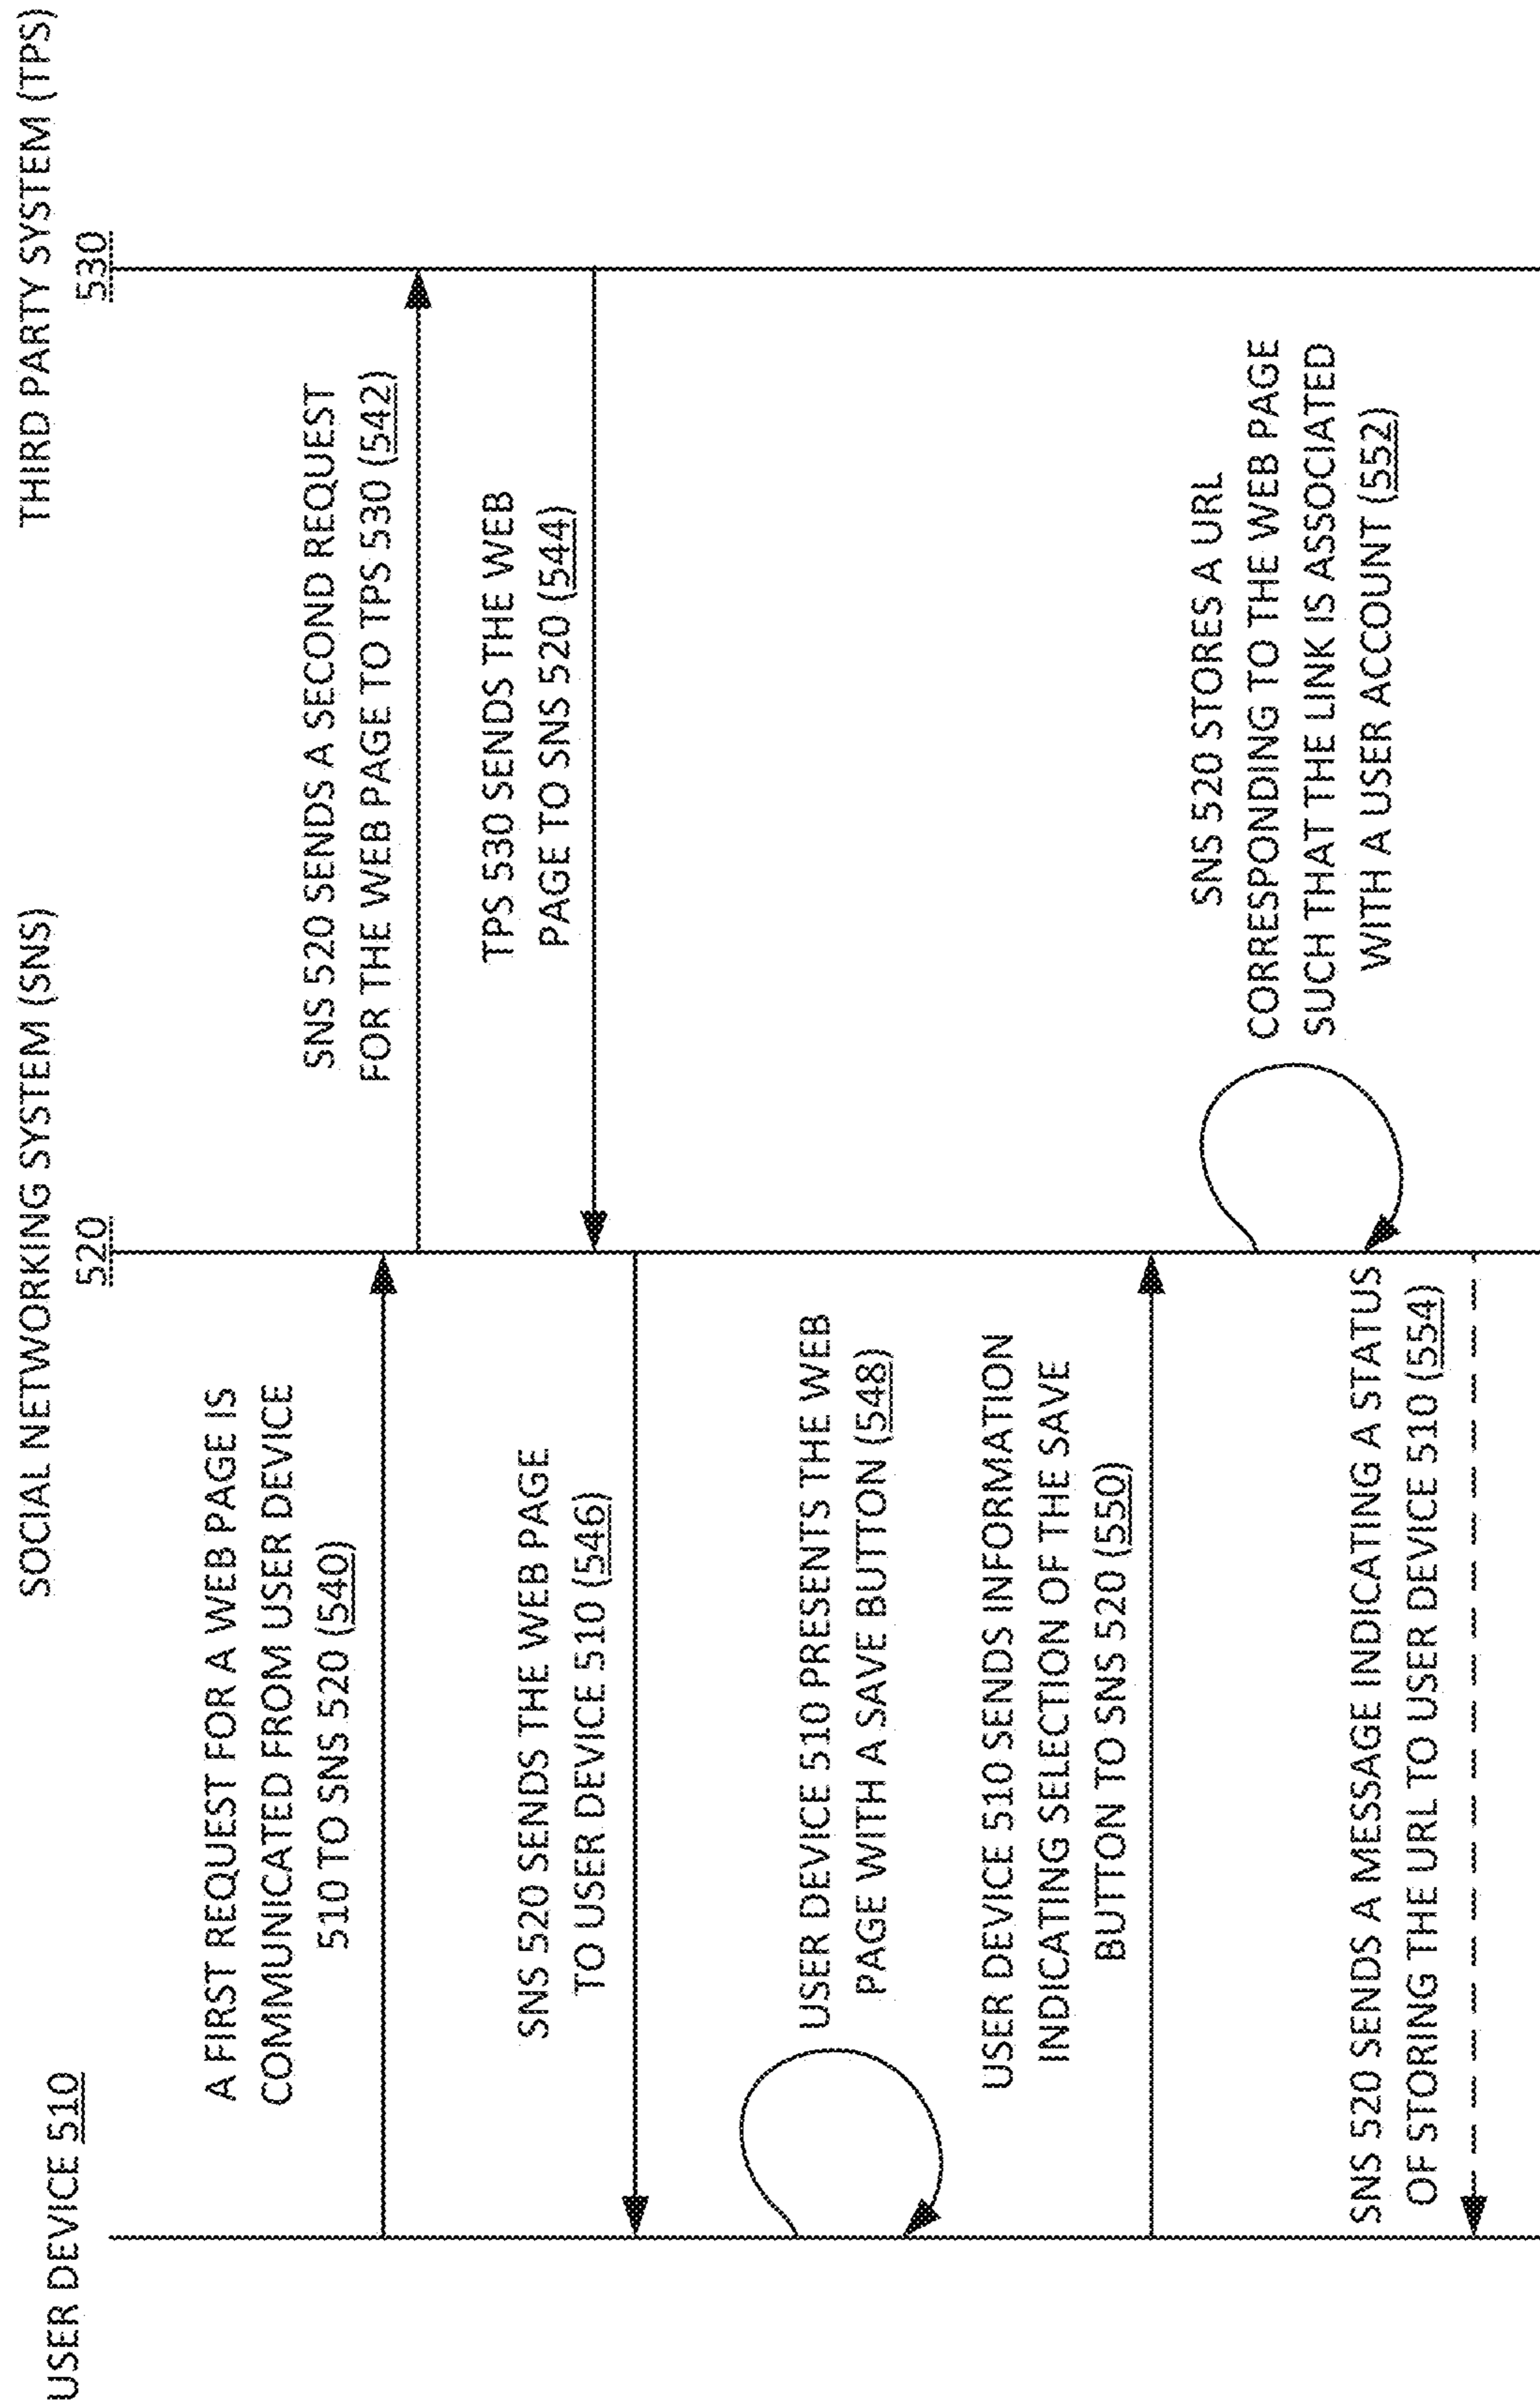 USER DEVICE 510
SOCIAL NETWORKING SYSTEM (SNS)
520
THIRD PARTY SYSTEM (TPS)
530
A FIRST REQUEST FOR A WEB PAGE IS
COMMUNICATED FROM USER DEVICE
510 TO SNS 520 (540)
SNS 520 SENDS A SECOND REQUEST
FOR THE WEB PAGE TO TPS 530 (542)
TPS 530 SENDS THE WEB
PAGE TO SNS 520 (544)
SNS 520 SENDS THE WEB PAGE
TO USER DEVICE 510 (546)
USER DEVICE 510 PRESENTS THE WEB
PAGE WITH A SAVE BUTTON (548)
USER DEVICE 510 SENDS INFORMATION
INDICATING SELECTION OF THE SAVE
BUTTON TO SNS 520 (550)
SNS 520 STORES A URL
CORRESPONDING TO THE WEB PAGE
SUCH THAT THE LINK IS ASSOCIATED
WITH A USER ACCOUNT (552)
SNS 520 SENDS A MESSAGE INDICATING A STATUS
OF STORING THE URL TO USER DEVICE 510 (554)